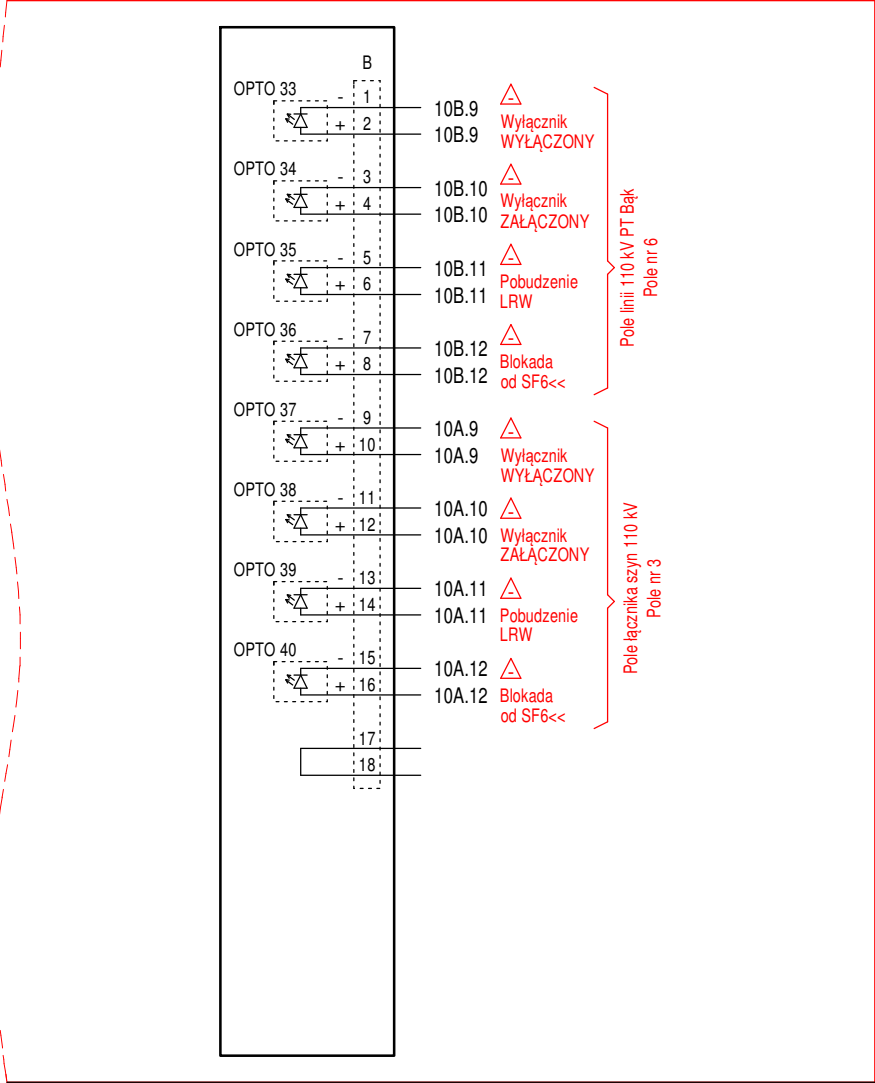 B
OPTO 33
- 1 10B.9
+ 2 10B.9
-
Wyłącznik
WYŁĄCZONY
OPTO 34
- 3 10B.10
+ 4 10B.10
-
Wyłącznik
ZAŁĄCZONY
OPTO 35
- 5 10B.11
+ 6 10B.11
-
Pobudzenie
LRW
OPTO 36
- 7 10B.12
+ 8 10B.12
-
Blokada
od SF6<<
Pole linii 110 kV PT Bąk
Pole nr 6
OPTO 37
- 9 10A.9
+ 10 10A.9
-
Wyłącznik
WYŁĄCZONY
OPTO 38
- 11 10A.10
+ 12 10A.10
-
Wyłącznik
ZAŁĄCZONY
OPTO 39
- 13 10A.11
+ 14 10A.11
-
Pobudzenie
LRW
OPTO 40
- 15 10A.12
+ 16 10A.12
-
Blokada
od SF6<<
Pole łącznika szyn 110 kV
Pole nr 3
17
18